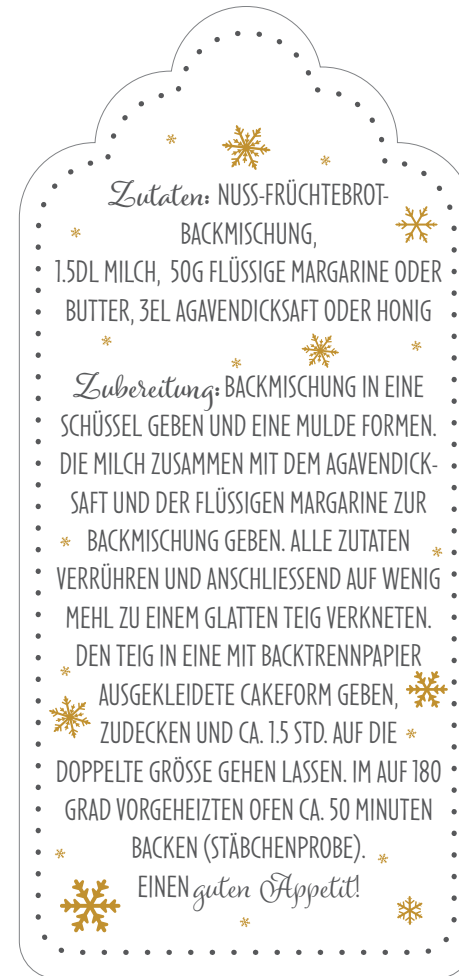 Zutaten: NUSS-FRÜCHTEBROT-
BACKMISCHUNG,
1.5DL MILCH, 50G FLÜSSIGE MARGARINE ODER
BUTTER, 3EL AGAVENDICKSAFT ODER HONIG
Zubereitung: BACKMISCHUNG IN EINE
SCHÜSSEL GEBEN UND EINE MULDE FORMEN.
DIE MILCH ZUSAMMEN MIT DEM AGAVENDICK-
SAFT UND DER FLÜSSIGEN MARGARINE ZUR
BACKMISCHUNG GEBEN. ALLE ZUTATEN
VERRÜHREN UND ANSCHLIESSEND AUF WENIG
MEHL ZU EINEM GLATTEN TEIG VERKNETEN.
DEN TEIG IN EINE MIT BACKTRENNPAPIER
AUSGEKLEIDETE CAKEFORM GEBEN,
ZUDECKEN UND CA. 1.5 STD. AUF DIE
DOPPELTE GRÖSSE GEHEN LASSEN. IM AUF 180
GRAD VORGEHEIZTEN OFEN CA. 50 MINUTEN
BACKEN (STÄBCHENPROBE).
EINEN guten Appetit!